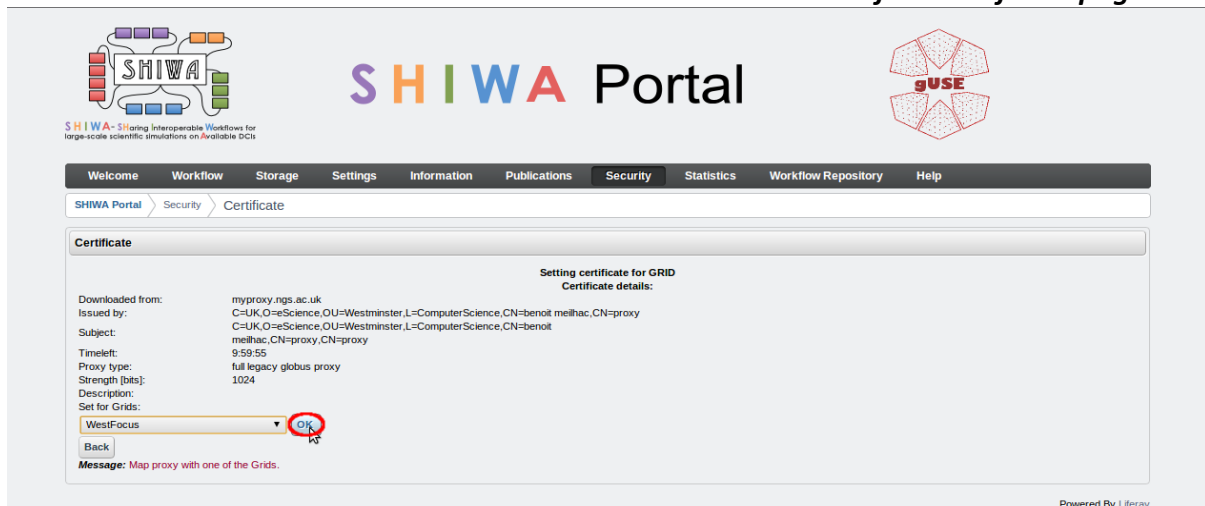 SHIWA
SHIWA Portal
gUSE
SHIWA- SHaring Interoperable Workflows for
large-scale scientific simulations on Available DCIs
Welcome Workflow Storage Settings Information Publications Security Statistics Workflow Repository Help
SHIWA Portal Security Certificate
Certificate
Setting certificate for GRID
Certificate details:
Downloaded from: myproxy.ngs.ac.uk
Issued by: C=UK,O=eScience,OU=Westminster,L=ComputerScience,CN=benoit meilhac,CN=proxy
Subject: C=UK,O=eScience,OU=Westminster,L=ComputerScience,CN=benoit
meilhac,CN=proxy,CN=proxy
Timeleft: 9:59:55
Proxy type: full legacy globus proxy
Strength [bits]: 1024
Description:
Set for Grids:
WestFocus OK
Back
Message: Map proxy with one of the Grids.
Powered By Liferay